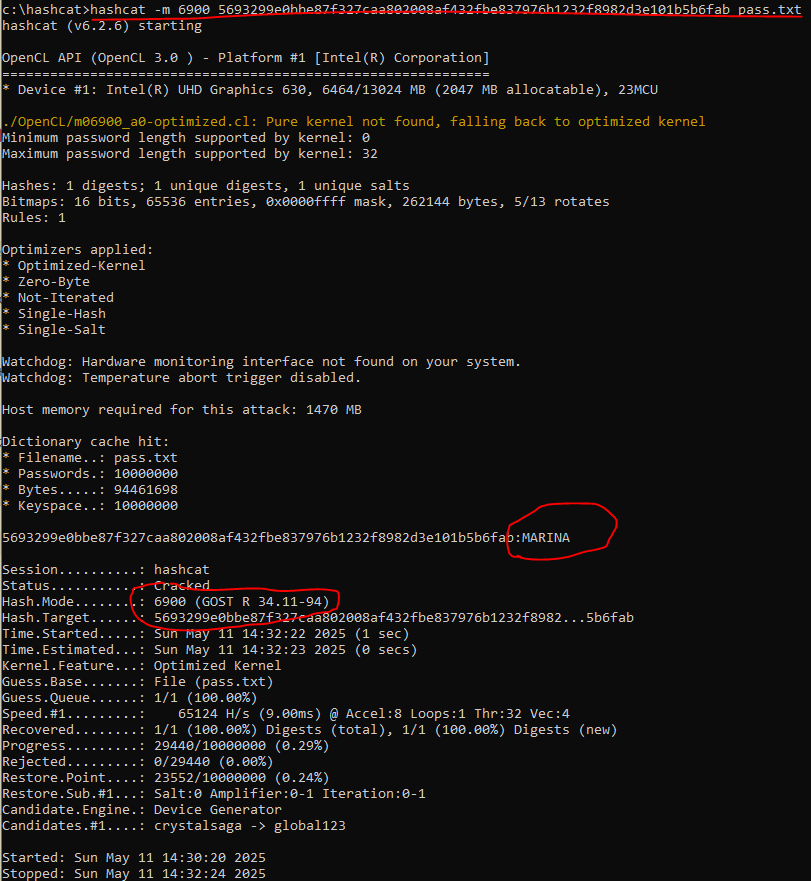 c:\hashcat>hashcat -m 6900 5693299e0bbe87f327caa802008af432fbe837976b1232f8982d3e101b5b6fab pass.txt
hashcat (v6.2.6) starting
OpenCL API (OpenCL 3.0 ) - Platform #1 [Intel(R) Corporation]
=============================================================
* Device #1: Intel(R) UHD Graphics 630, 6464/13024 MB (2047 MB allocatable), 23MCU
./OpenCL/m06900_a0-optimized.cl: Pure kernel not found, falling back to optimized kernel
Minimum password length supported by kernel: 0
Maximum password length supported by kernel: 32
Hashes: 1 digests; 1 unique digests, 1 unique salts
Bitmaps: 16 bits, 65536 entries, 0x0000ffff mask, 262144 bytes, 5/13 rotates
Rules: 1
Optimizers applied:
* Optimized-Kernel
* Zero-Byte
* Not-Iterated
* Single-Hash
* Single-Salt
Watchdog: Hardware monitoring interface not found on your system.
Watchdog: Temperature abort trigger disabled.
Host memory required for this attack: 1470 MB
Dictionary cache hit:
* Filename..: pass.txt
* Passwords.: 10000000
* Bytes.....: 94461698
* Keyspace..: 10000000
5693299e0bbe87f327caa802008af432fbe837976b1232f8982d3e101b5b6fab:MARINA
Session..........: hashcat
Status...........: Cracked
Hash.Mode........: 6900 (GOST R 34.11-94)
Hash.Target......: 5693299e0bbe87f327caa802008af432fbe837976b1232f8982...5b6fab
Time.Started.....: Sun May 11 14:32:22 2025 (1 sec)
Time.Estimated...: Sun May 11 14:32:23 2025 (0 secs)
Kernel.Feature...: Optimized Kernel
Guess.Base.......: File (pass.txt)
Guess.Queue......: 1/1 (100.00%)
Speed.#1.........:    65124 H/s (9.00ms) @ Accel:8 Loops:1 Thr:32 Vec:4
Recovered........: 1/1 (100.00%) Digests (total), 1/1 (100.00%) Digests (new)
Progress.........: 29440/10000000 (0.29%)
Rejected.........: 0/29440 (0.00%)
Restore.Point....: 23552/10000000 (0.24%)
Restore.Sub.#1...: Salt:0 Amplifier:0-1 Iteration:0-1
Candidate.Engine.: Device Generator
Candidates.#1....: crystalsaga -> global123
Started: Sun May 11 14:30:20 2025
Stopped: Sun May 11 14:32:24 2025